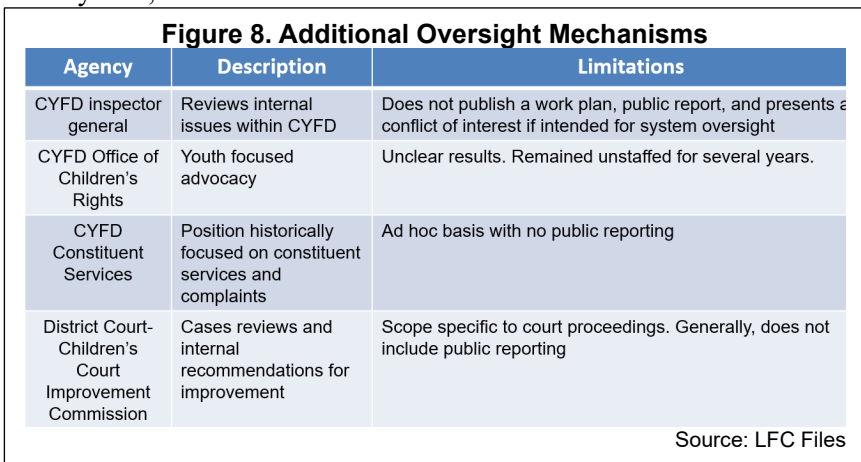 Figure 8. Additional Oversight Mechanisms
Agency Description Limitations
CYFD inspector
general
Reviews internal
issues within CYFD
Does not publish a work plan, public report, and presents a
conflict of interest if intended for system oversight
CYFD Office of
Children's
Rights
Youth focused
advocacy
Unclear results. Remained unstaffed for several years.
CYFD
Constituent
Services
Position historically
focused on constituent
services and
complaints
Ad hoc basis with no public reporting
District Court-
Children's
Court
Improvement
Commission
Cases reviews and
internal
recommendations for
improvement
Scope specific to court proceedings. Generally, does not
include public reporting
Source: LFC Files